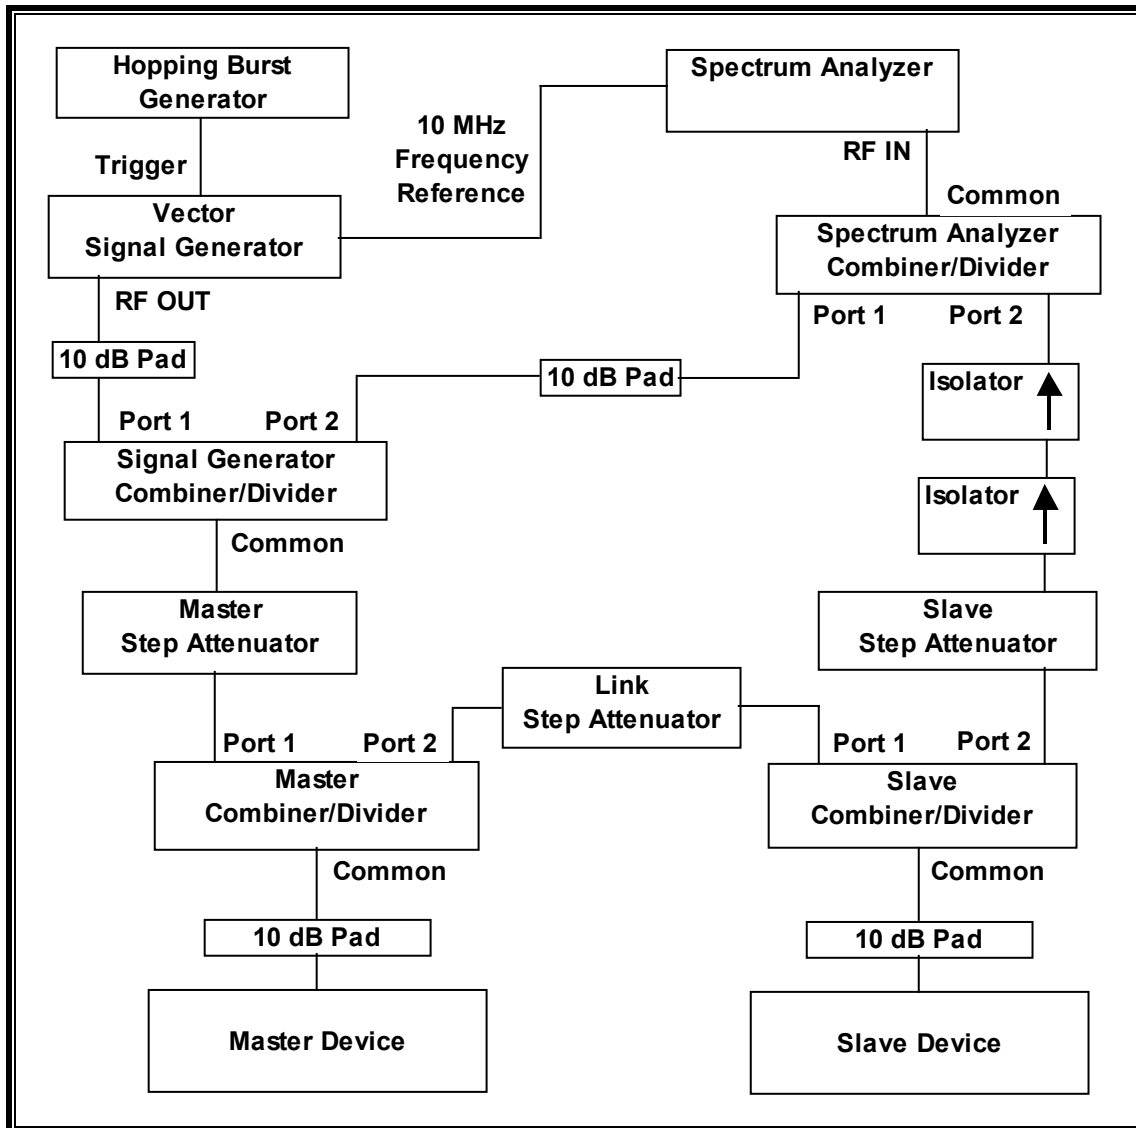 Hopping Burst
Generator
Spectrum Analyzer
10 MHz
Frequency
Reference
Trigger
RF IN
Vector
Signal Generator
Common
Spectrum Analyzer
Combiner/Divider
RF OUT
Port 1
Port 2
10 dB Pad
10 dB Pad
Isolator
Port 1
Port 2
Signal Generator
Combiner/Divider
Isolator
Common
Master
Step Attenuator
Slave
Step Attenuator
Link
Step Attenuator
Port 1
Port 2
Port 1
Port 2
Master
Combiner/Divider
Slave
Combiner/Divider
Common
Common
10 dB Pad
10 dB Pad
Master Device
Slave Device